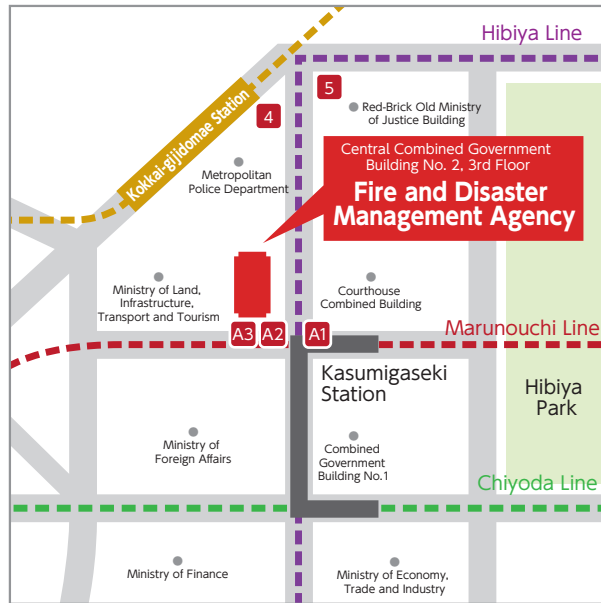 Hibiya Line
5
4
Red-Brick Old Ministry
of Justice Building
Kokkai-gijidomae Station
Central Combined Government
Building No. 2, 3rd Floor
Fire and Disaster
Management Agency
Metropolitan
Police Department
Ministry of Land,
Infrastructure,
Transport and Tourism
Courthouse
Combined Building
A3
A2
A1
Marunouchi Line
Kasumigaseki
Station
Hibiya
Park
Ministry of
Foreign Affairs
Combined
Government
Building No.1
Chiyoda Line
Ministry of Finance
Ministry of Economy,
Trade and Industry